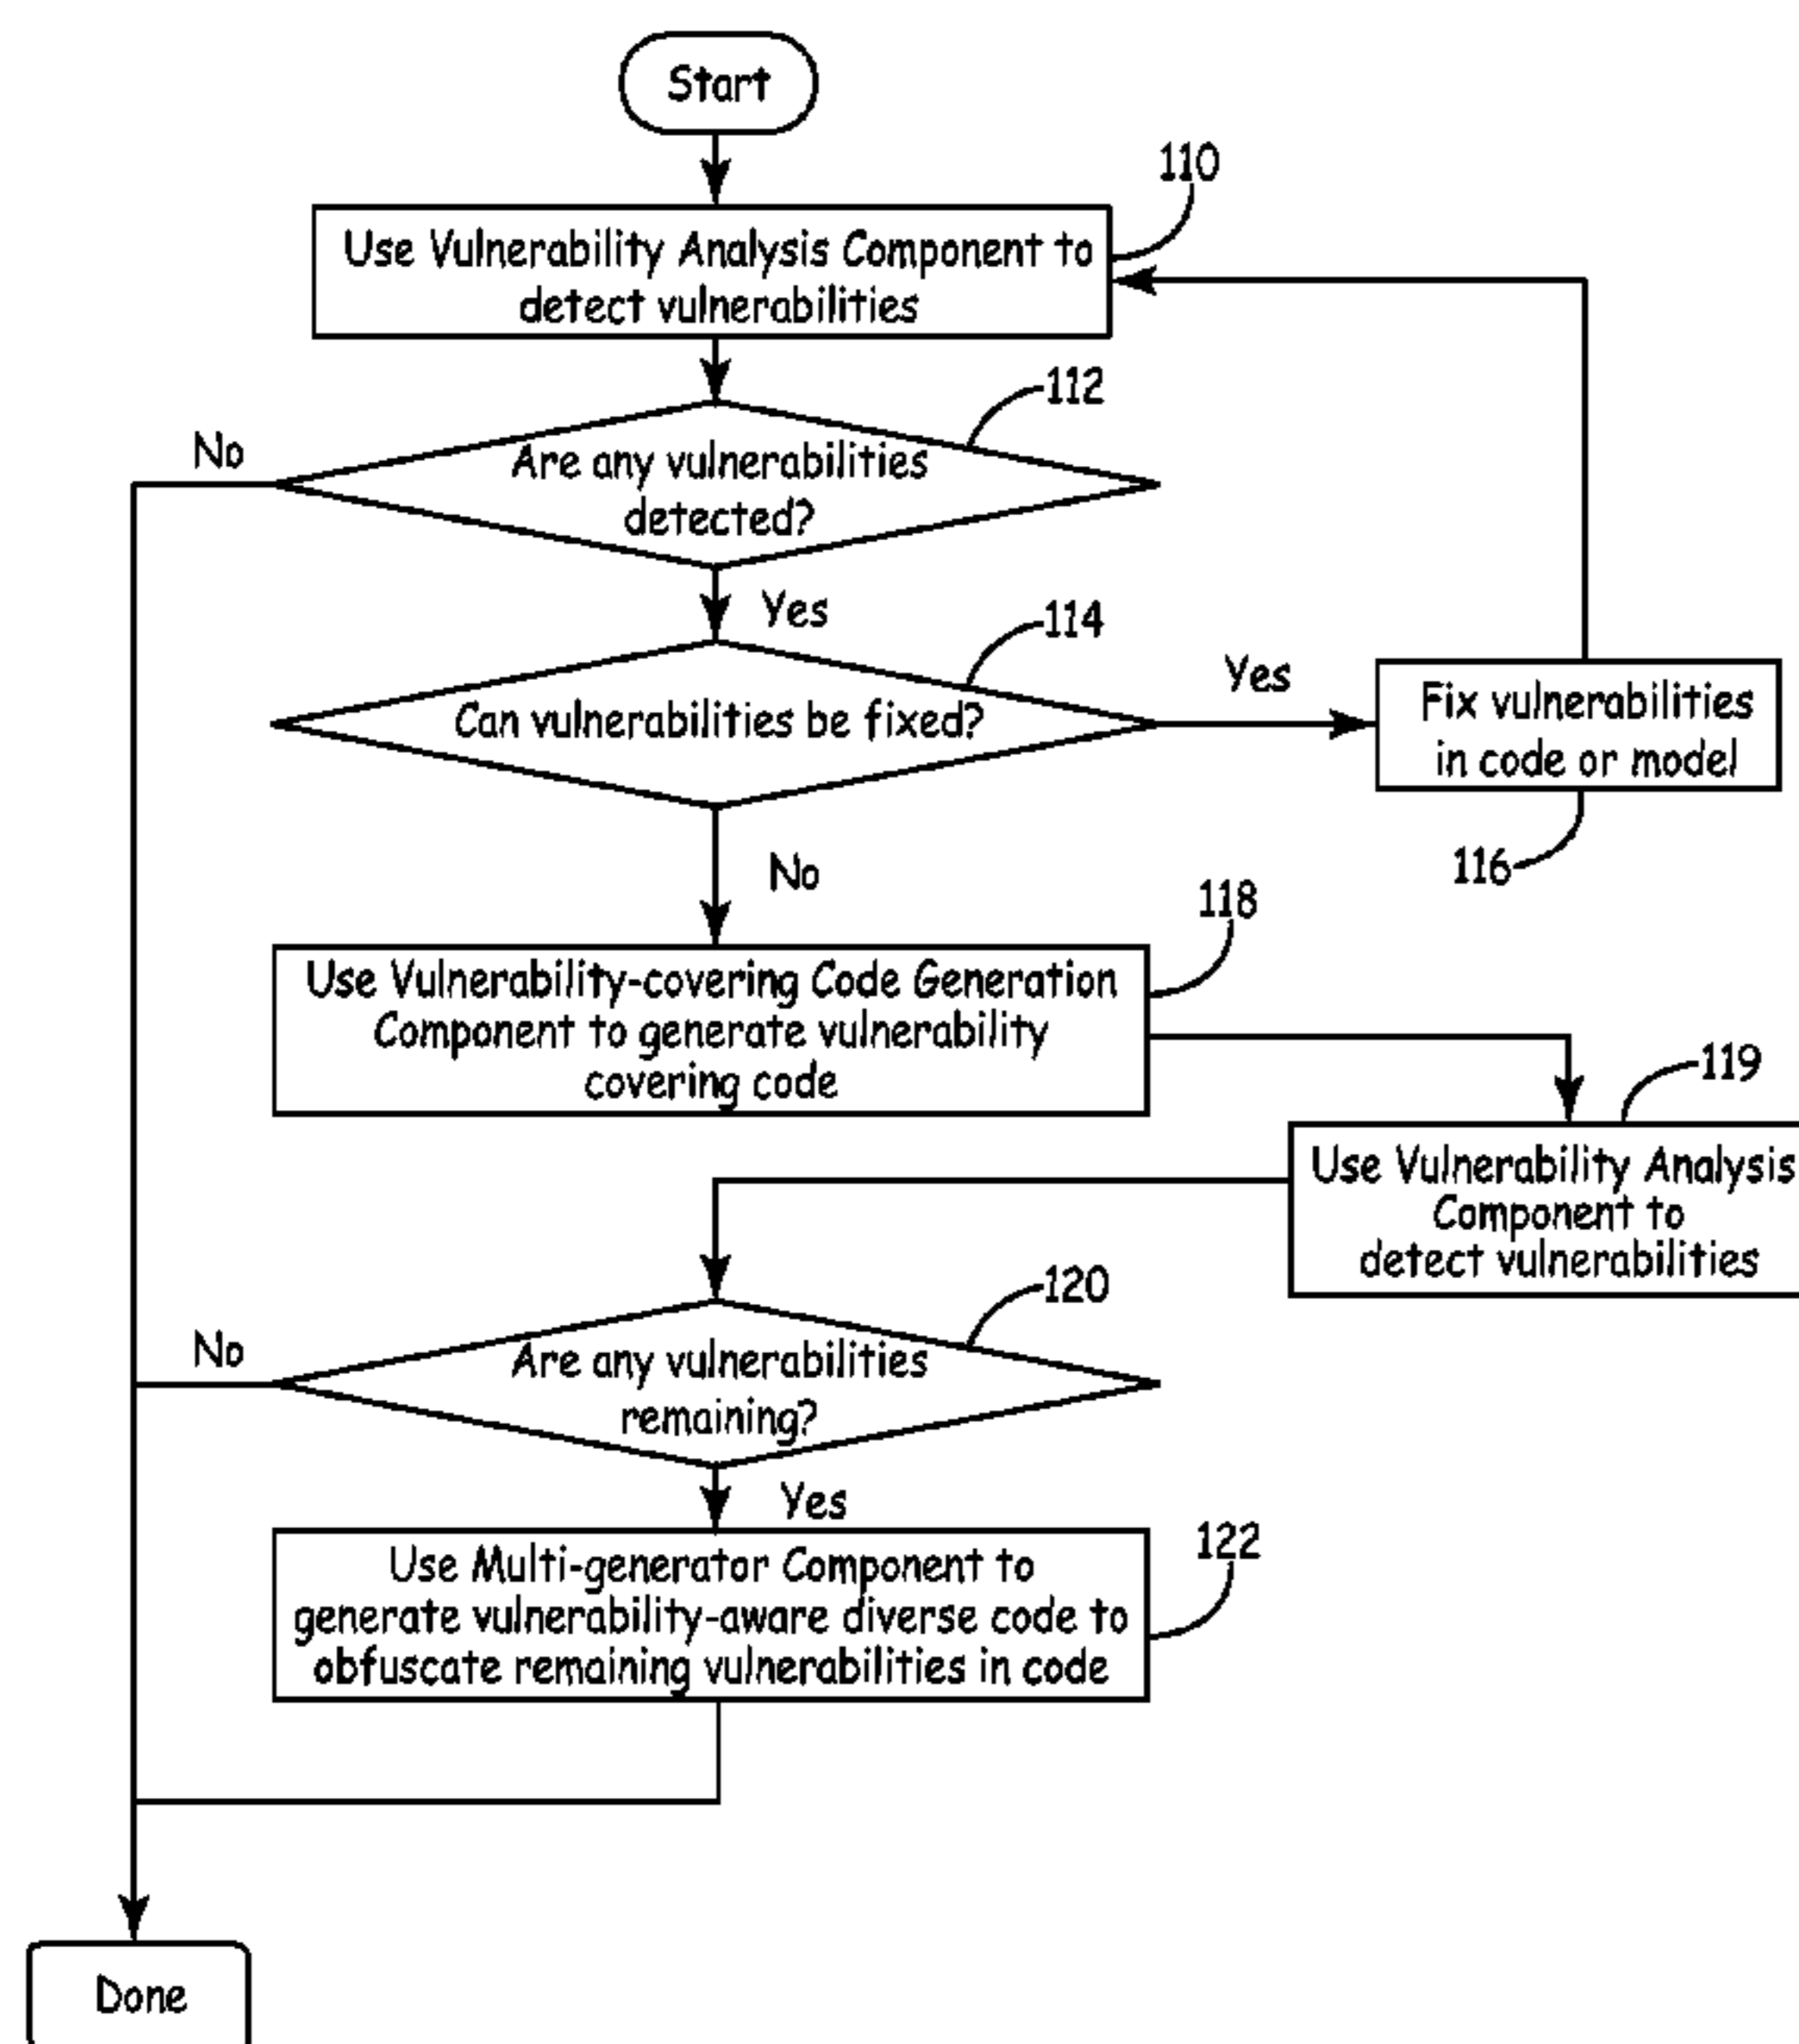 Start
110
Use Vulnerability Analysis Component to
detect vulnerabilities
112
No
Are any vulnerabilities
detected?
Yes
114
Yes
Can vulnerabilities be fixed?
Fix vulnerabilities
in code or model
116
No
118
Use Vulnerability-covering Code Generation
Component to generate vulnerability
covering code
119
Use Vulnerability Analysis
Component to
detect vulnerabilities
120
No
Are any vulnerabilities
remaining?
Yes
122
Use Multi-generator Component to
generate vulnerability-aware diverse code to
obfuscate remaining vulnerabilities in code
Done